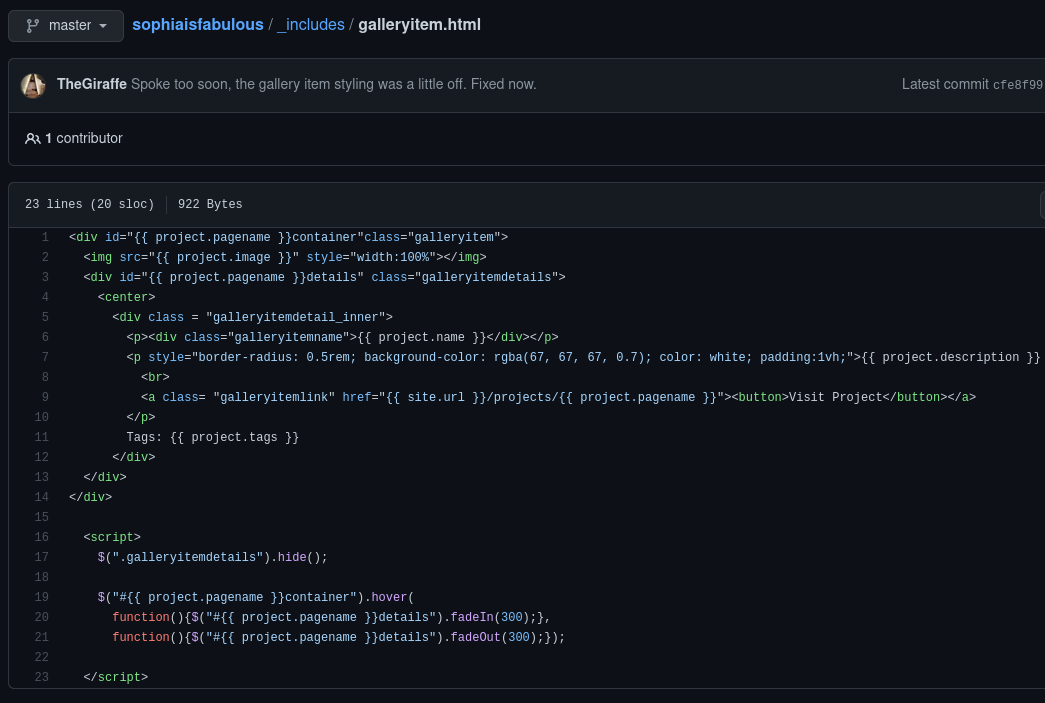 master sophiaisfabulous / _includes / galleryitem.html
TheGiraffe Spoke too soon, the gallery item styling was a little off. Fixed now. Latest commit cfe8f99
1 contributor
23 lines (20 sloc) 922 Bytes
1 <div id="{{ project.pagename }}container"class="galleryitem">
2 <img src="{{ project.image }}" style="width:100%"></img>
3 <div id="{{ project.pagename }}details" class="galleryitemdetails">
4 <center>
5 <div class = "galleryitemdetail_inner">
6 <p><div class="galleryitemname">{{ project.name }}</div></p>
7 <p style="border-radius: 0.5rem; background-color: rgba(67, 67, 67, 0.7); color: white; padding:1vh;">{{ project.description }}
8 <br>
9 <a class= "galleryitemlink" href="{{ site.url }}/projects/{{ project.pagename }}"><button>Visit Project</button></a>
10 </p>
11 Tags: {{ project.tags }}
12 </div>
13 </div>
14 </div>
15
16 <script>
17 $(".galleryitemdetails").hide();
18
19 $("#{{ project.pagename }}container").hover(
20 function(){$("#{{ project.pagename }}details").fadeIn(300);},
21 function(){$("#{{ project.pagename }}details").fadeOut(300);});
22
23 </script>